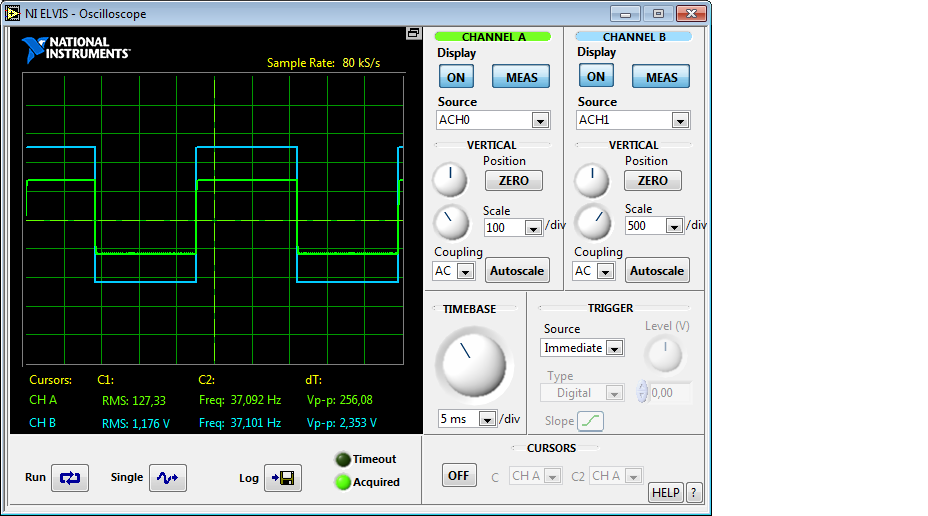 NI ELVIS - Oscilloscope
NATIONAL
INSTRUMENTS
Sample Rate: 80 kS/s
Cursors: C1: C2: dT:
CH A RMS: 127,33 Freq: 37,092 Hz Vp-p: 256,08
CH B RMS: 1,176 V Freq: 37,101 Hz Vp-p: 2,353 V
Run Single Log
Timeout
Acquired
CHANNEL A
Display
ON MEAS
Source
ACH0
VERTICAL
Position
ZERO
Scale
100 /div
Coupling
AC Autoscale
CHANNEL B
Display
ON MEAS
Source
ACH1
VERTICAL
Position
ZERO
Scale
500 /div
Coupling
AC Autoscale
TIMEBASE
5 ms /div
TRIGGER
Source Level (V)
Immediate
Type
Digital 0,00
Slope
CURSORS
OFF C CH A C2 CH A
HELP ?